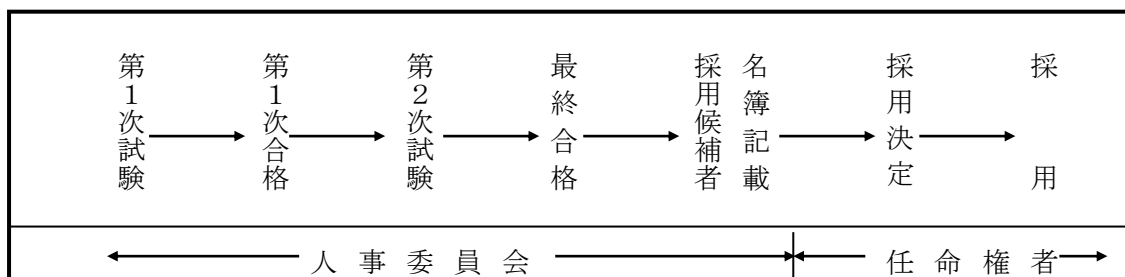 第1次試験
第1次合格
第2次試験
最終合格
採用候補者
名簿記載
採用決定
採用
人事委員会
任命権者